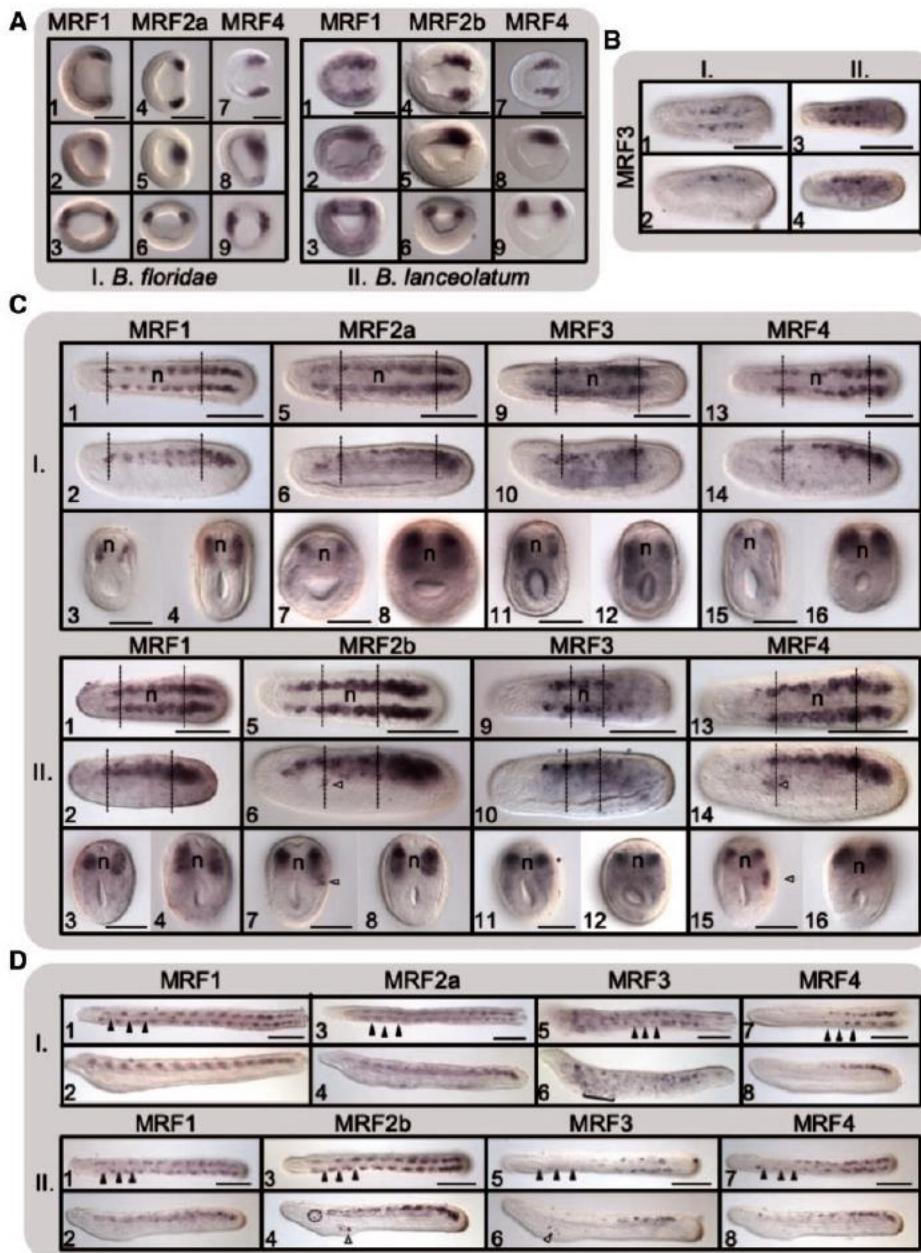 A
MRF1 MRF2a MRF4 MRF1 MRF2b MRF4
1 4 7 1 4 7
2 5 8 2 5 8
3 6 9 3 6 9
I. B. floridae II. B. lanceolatum
B
I. II.
MRF3
1 3
2 4
C
MRF1 MRF2a MRF3 MRF4
I.
n n n n
1 5 9 13
2 6 10 14
n n n n n n n n
3 4 7 8 11 12 15 16
MRF1 MRF2b MRF3 MRF4
II.
n n n n
1 5 9 13
2 6 10 14
n n n n n n n n
3 4 7 8 11 12 15 16
D
MRF1 MRF2a MRF3 MRF4
I.
1 3 5 7
2 4 6 8
MRF1 MRF2b MRF3 MRF4
II.
1 3 5 7
2 4 6 8